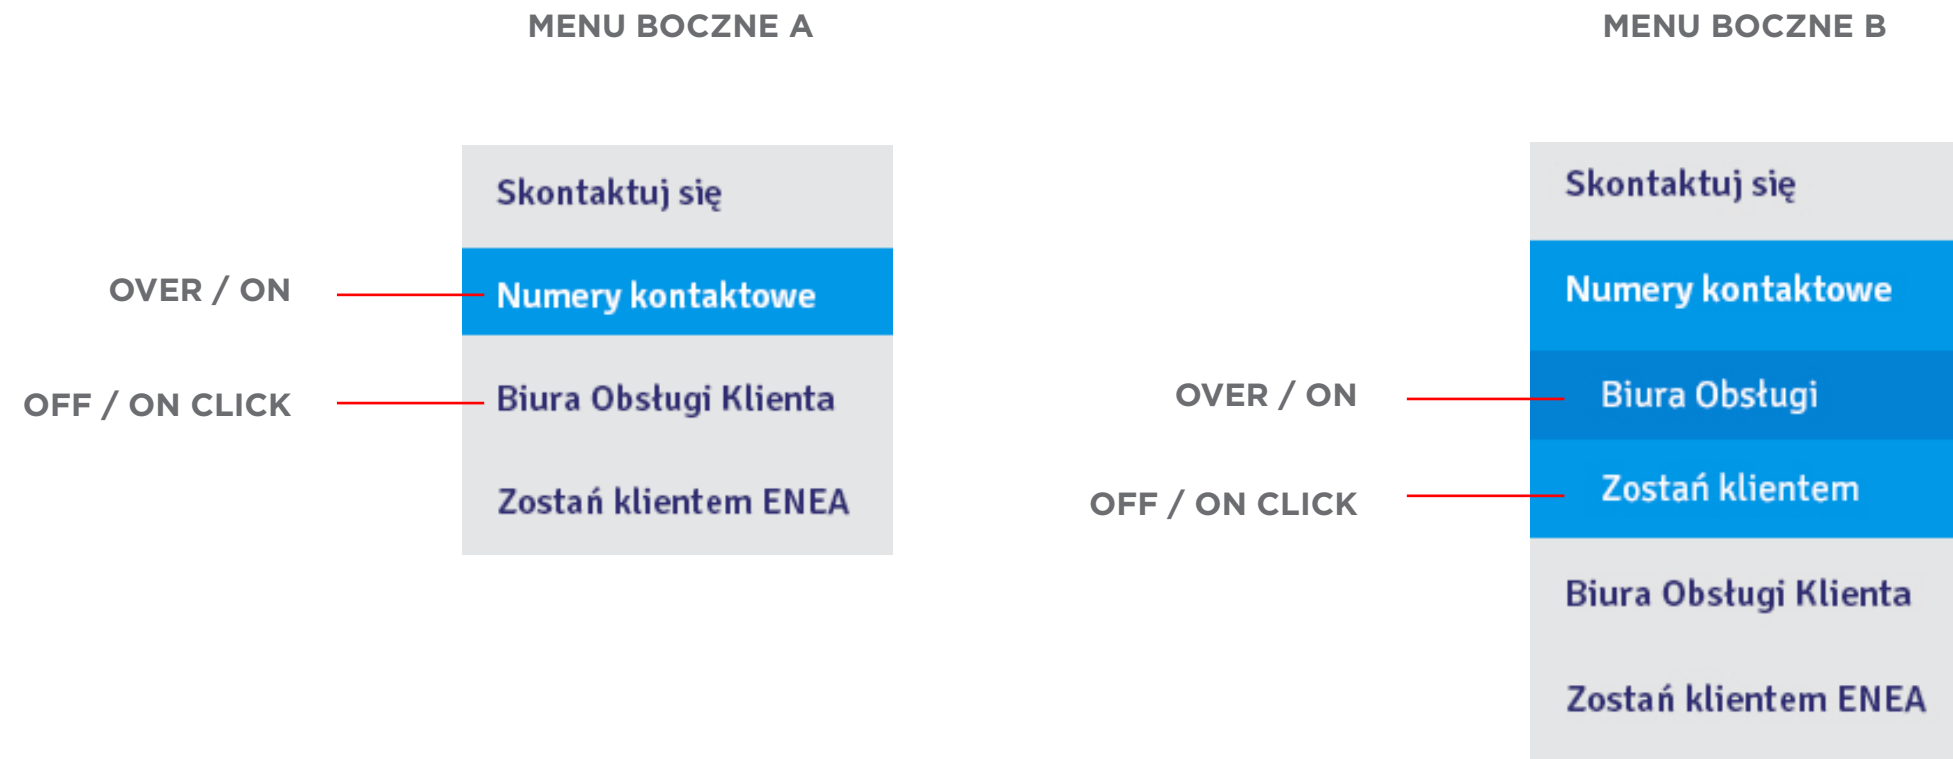 MENU BOCZNE A
Skontaktuj się
OVER / ON
Numery kontaktowe
OFF / ON CLICK
Biura Obsługi Klienta
Zostań klientem ENEA
MENU BOCZNE B
Skontaktuj się
Numery kontaktowe
OVER / ON
Biura Obsługi
OFF / ON CLICK
Zostań klientem
Biura Obsługi Klienta
Zostań klientem ENEA